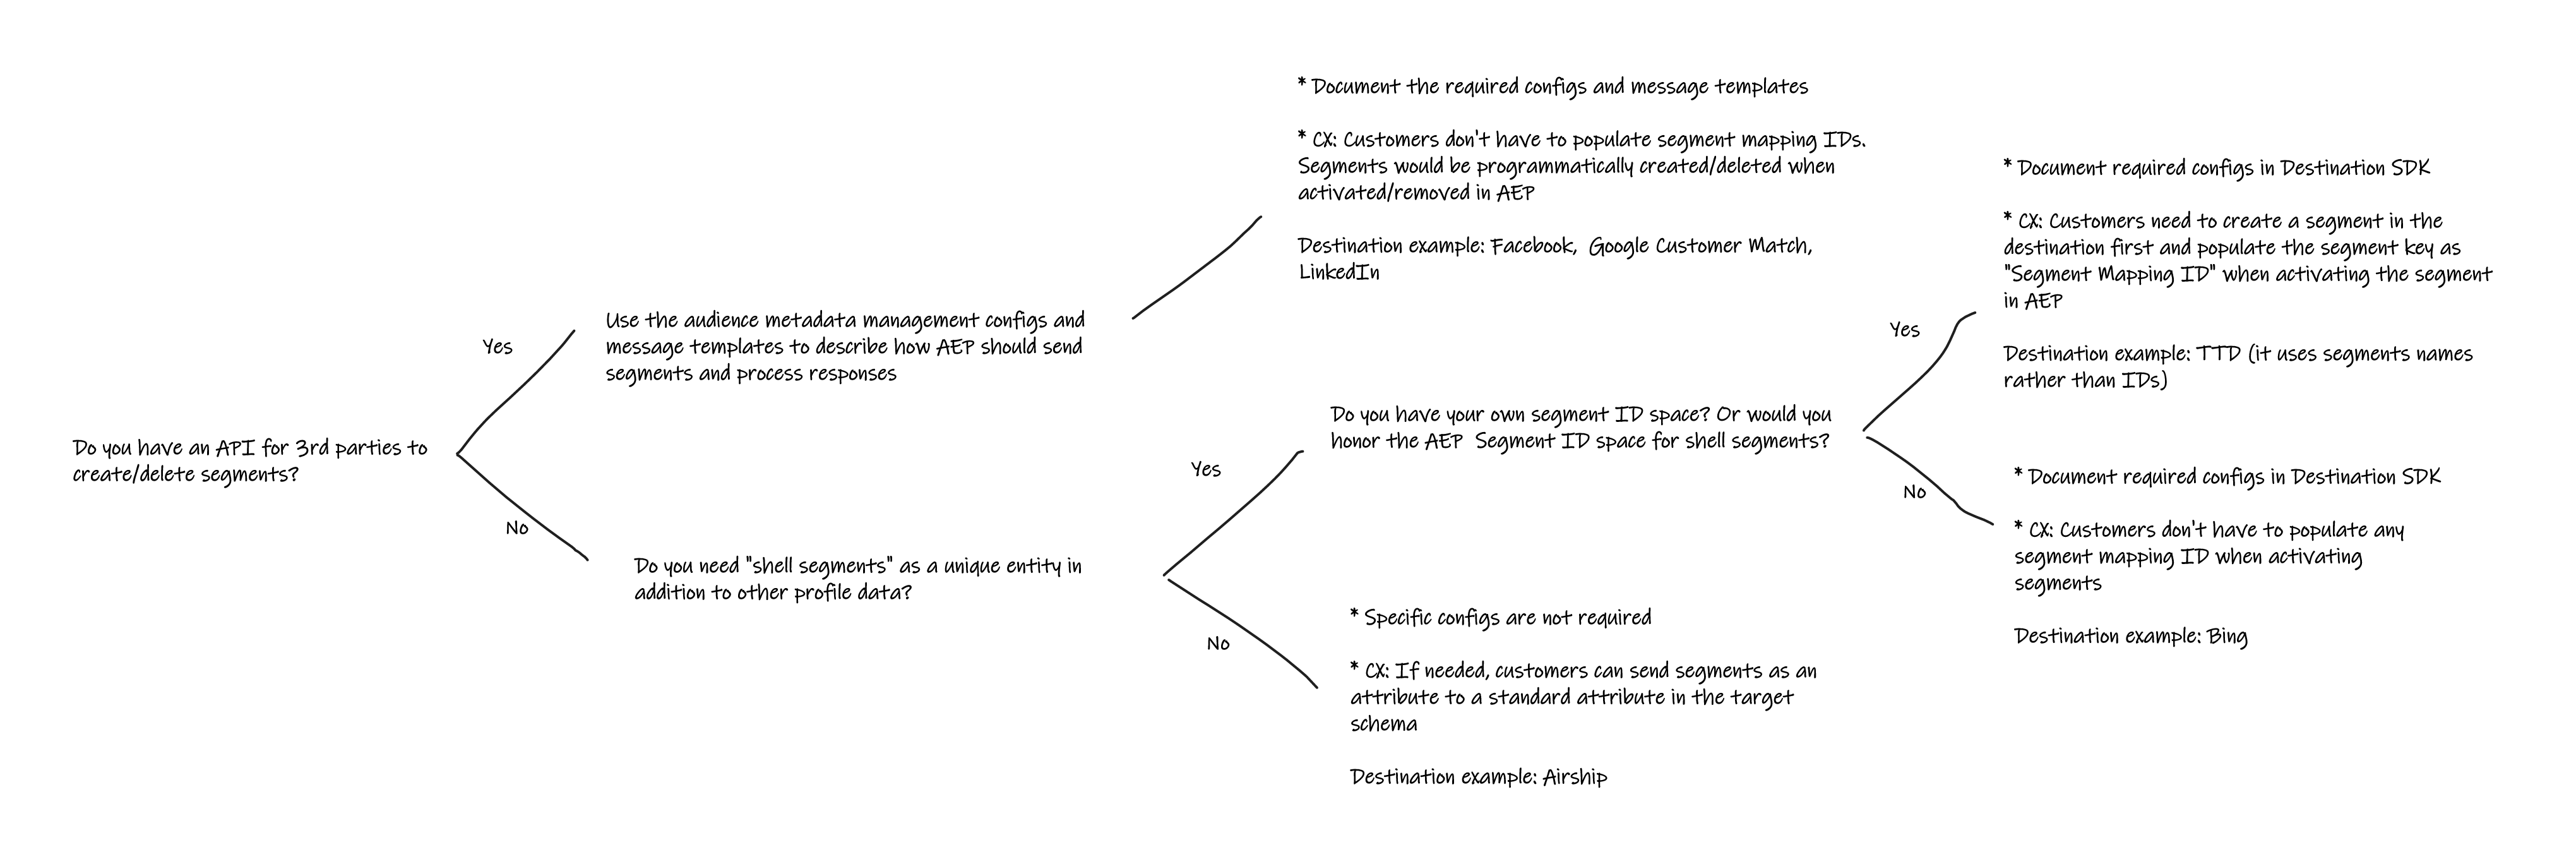 Do you have an API for 3rd parties to
create/delete segments?
Yes
No
Use the audience metadata management configs and
message templates to describe how AEP should send
segments and process responses
* Document the required configs and message templates
* CX: Customers don't have to populate segment mapping IDs.
Segments would be programmatically created/deleted when
activated/removed in AEP
Destination example: Facebook, Google Customer Match,
LinkedIn
Do you need "shell segments" as a unique entity in
addition to other profile data?
Yes
No
Do you have your own segment ID space? Or would you
honor the AEP Segment ID space for shell segments?
Yes
No
* Document required configs in Destination SDK
* CX: Customers need to create a segment in the
destination first and populate the segment key as
"Segment Mapping ID" when activating the segment
in AEP
Destination example: TTD (it uses segments names
rather than IDs)
* Document required configs in Destination SDK
* CX: Customers don't have to populate any
segment mapping ID when activating
segments
Destination example: Bing
* Specific configs are not required
* CX: If needed, customers can send segments as an
attribute to a standard attribute in the target
schema
Destination example: Airship